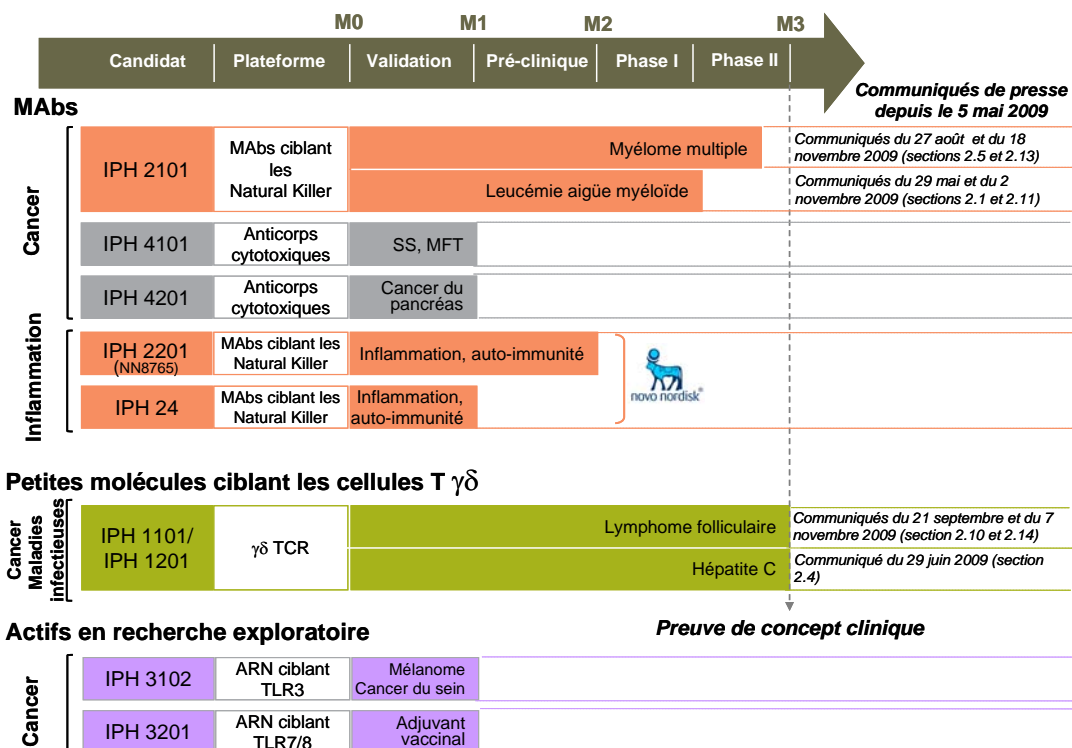 M0 M1 M2 M3
Candidat Plateforme Validation Pré-clinique Phase I Phase II
Communiqués de presse
depuis le 5 mai 2009
MAbs
Cancer
IPH 2101
MAbs ciblant
les
Natural Killer
Myélome multiple
Communiqués du 27 août et du 18
novembre 2009 (sections 2.5 et 2.13)
Leucémie aigüe myéloïde
Communiqués du 29 mai et du 2
novembre 2009 (sections 2.1 et 2.11)
IPH 4101
Anticorps
cytotoxiques
SS, MFT
IPH 4201
Anticorps
cytotoxiques
Cancer du
pancréas
Inflammation
IPH 2201
(NN8765)
MAbs ciblant les
Natural Killer
Inflammation, auto-immunité
novo nordisk®
IPH 24
MAbs ciblant les
Natural Killer
Inflammation,
auto-immunité
Petites molécules ciblant les cellules T γδ
Cancer
Maladies
infectieuses
IPH 1101/
IPH 1201
γδ TCR
Lymphome folliculaire
Communiqués du 21 septembre et du 7
novembre 2009 (section 2.10 et 2.14)
Hépatite C
Communiqué du 29 juin 2009 (section
2.4)
Preuve de concept clinique
Actifs en recherche exploratoire
Cancer
IPH 3102
ARN ciblant
TLR3
Mélanome
Cancer du sein
IPH 3201
ARN ciblant
TLR7/8
Adjuvant
vaccinal